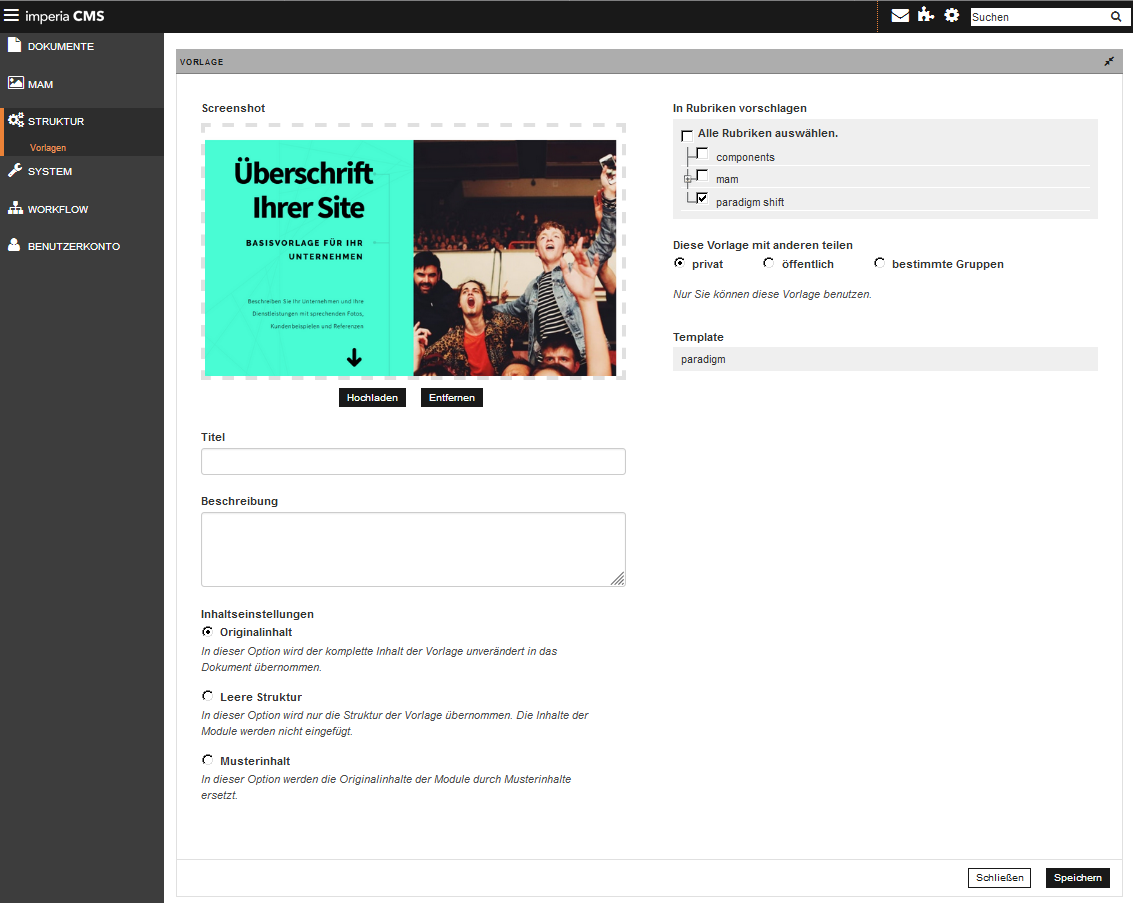 imperia CMS
Suchen
DOKUMENTE
MAM
STRUKTUR
Vorlagen
SYSTEM
WORKFLOW
BENUTZERKONTO
VORLAGE
Screenshot
Überschrift
Ihrer Site
BASISVORLAGE FÜR IHR
UNTERNEHMEN
Beschreiben Sie Ihr Unternehmen und Ihre
Dienstleistungen mit sprechenden Fotos,
Kundenbeispielen und Referenzen
Hochladen
Entfernen
Titel
Beschreibung
Inhaltseinstellungen
Originalinhalt
In dieser Option wird der komplette Inhalt der Vorlage unverändert in das
Dokument übernommen.
Leere Struktur
In dieser Option wird nur die Struktur der Vorlage übernommen. Die Inhalte der
Module werden nicht eingefügt.
Musterinhalt
In dieser Option werden die Originalinhalte der Module durch Musterinhalte
ersetzt.
In Rubriken vorschlagen
Alle Rubriken auswählen.
components
mam
paradigm shift
Diese Vorlage mit anderen teilen
privat
öffentlich
bestimmte Gruppen
Nur Sie können diese Vorlage benutzen.
Template
paradigm
Schließen
Speichern